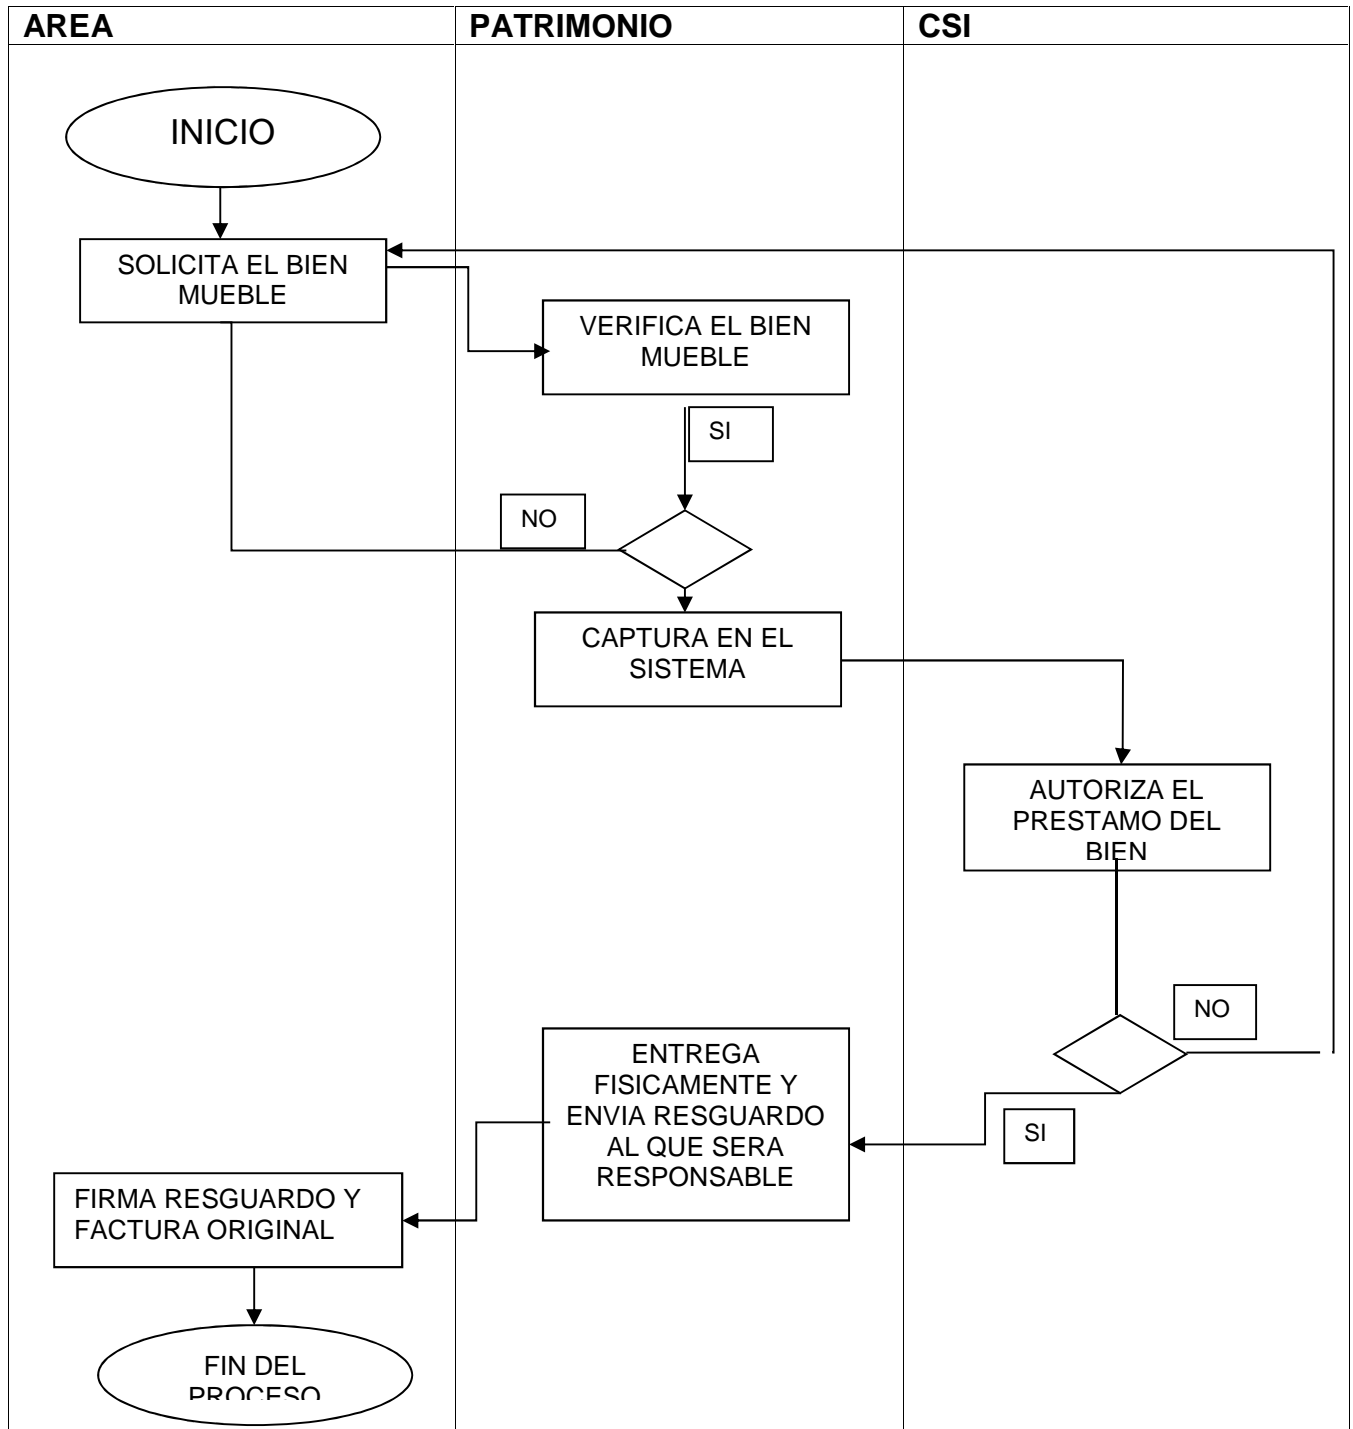 AREA
PATRIMONIO
CSI
INICIO
SOLICITA EL BIEN
MUEBLE
VERIFICA EL BIEN
MUEBLE
SI
NO
CAPTURA EN EL
SISTEMA
AUTORIZA EL
PRESTAMO DEL
BIEN
NO
SI
ENTREGA
FISICAMENTE Y
ENVIA RESGUARDO
AL QUE SERA
RESPONSABLE
FIRMA RESGUARDO Y
FACTURA ORIGINAL
FIN DEL
PROCESO